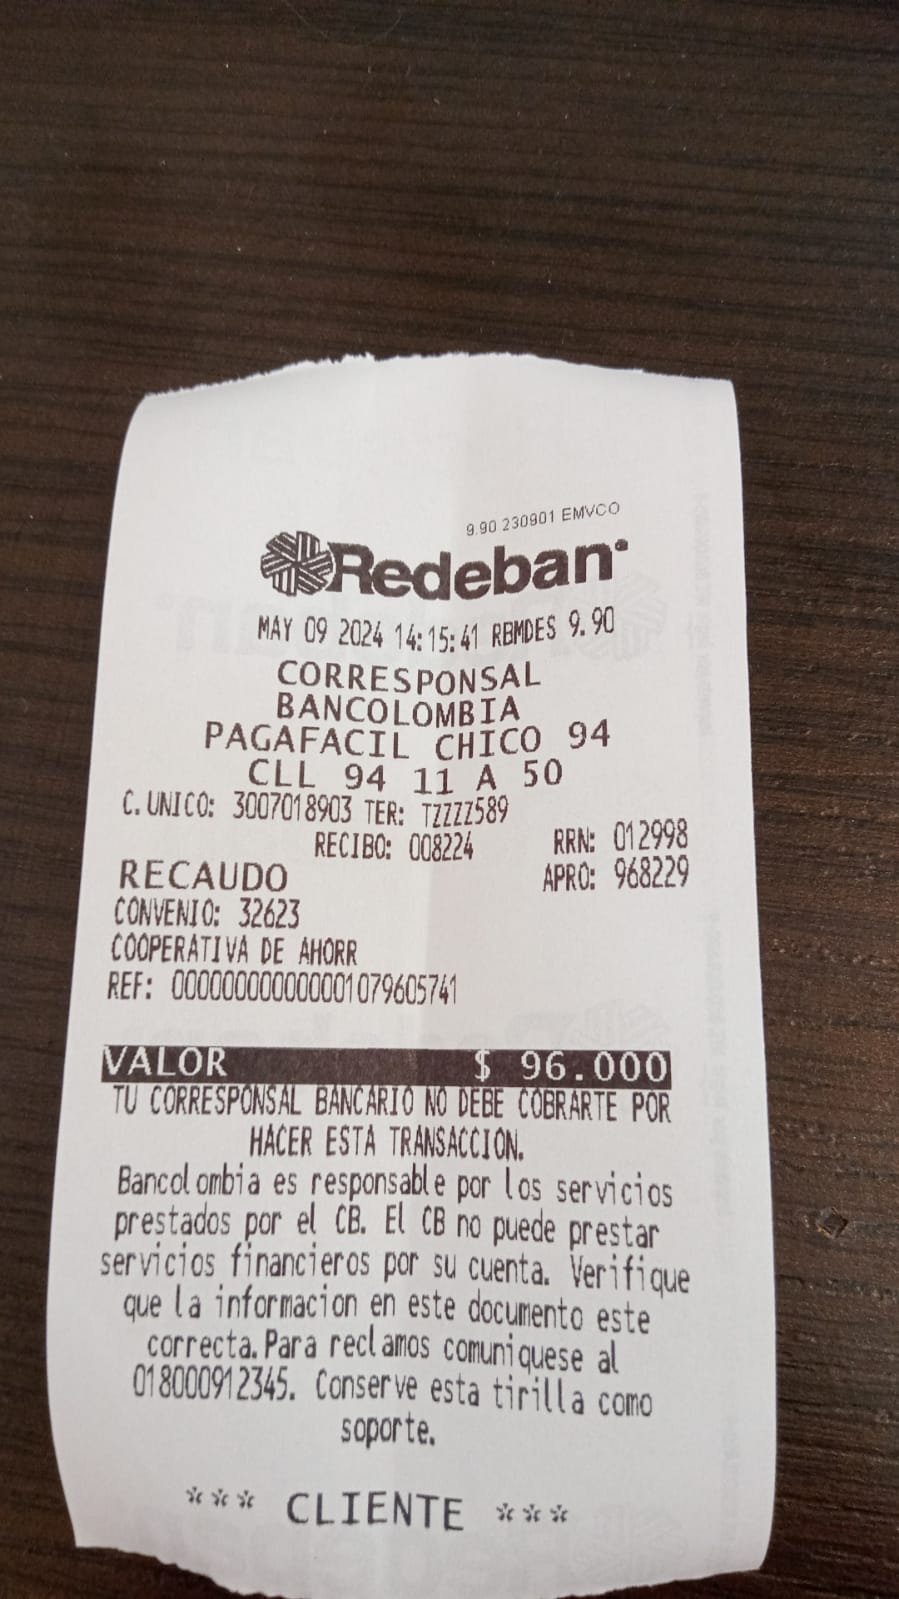 9.90 230901 EMVCO
Redeban
MAY 09 2024 14:15:41 RBMDES 9.90
CORRESPONSAL
BANCOLOMBIA
PAGAFACIL CHICO 94
CLL 94 11 A 50
C. UNICO: 3007018903 TER: TZZZZ589
RECIBO: 008224 RRN: 012998
RECAUDO APRO: 968229
CONVENIO: 32623
COOPERATIVA DE AHORR
REF: 00000000000001079605741
VALOR $ 96.000
TU CORRESPONSAL BANCARIO NO DEBE COBRARTE POR
HACER ESTA TRANSACCION.
Bancolombia es responsable por los servicios
prestados por el CB. El CB no puede prestar
servicios financieros por su cuenta. Verifique
que la informacion en este documento este
correcta. Para reclamos comuniquese al
018000912345. Conserve esta tirilla como
soporte.
*** CLIENTE ***